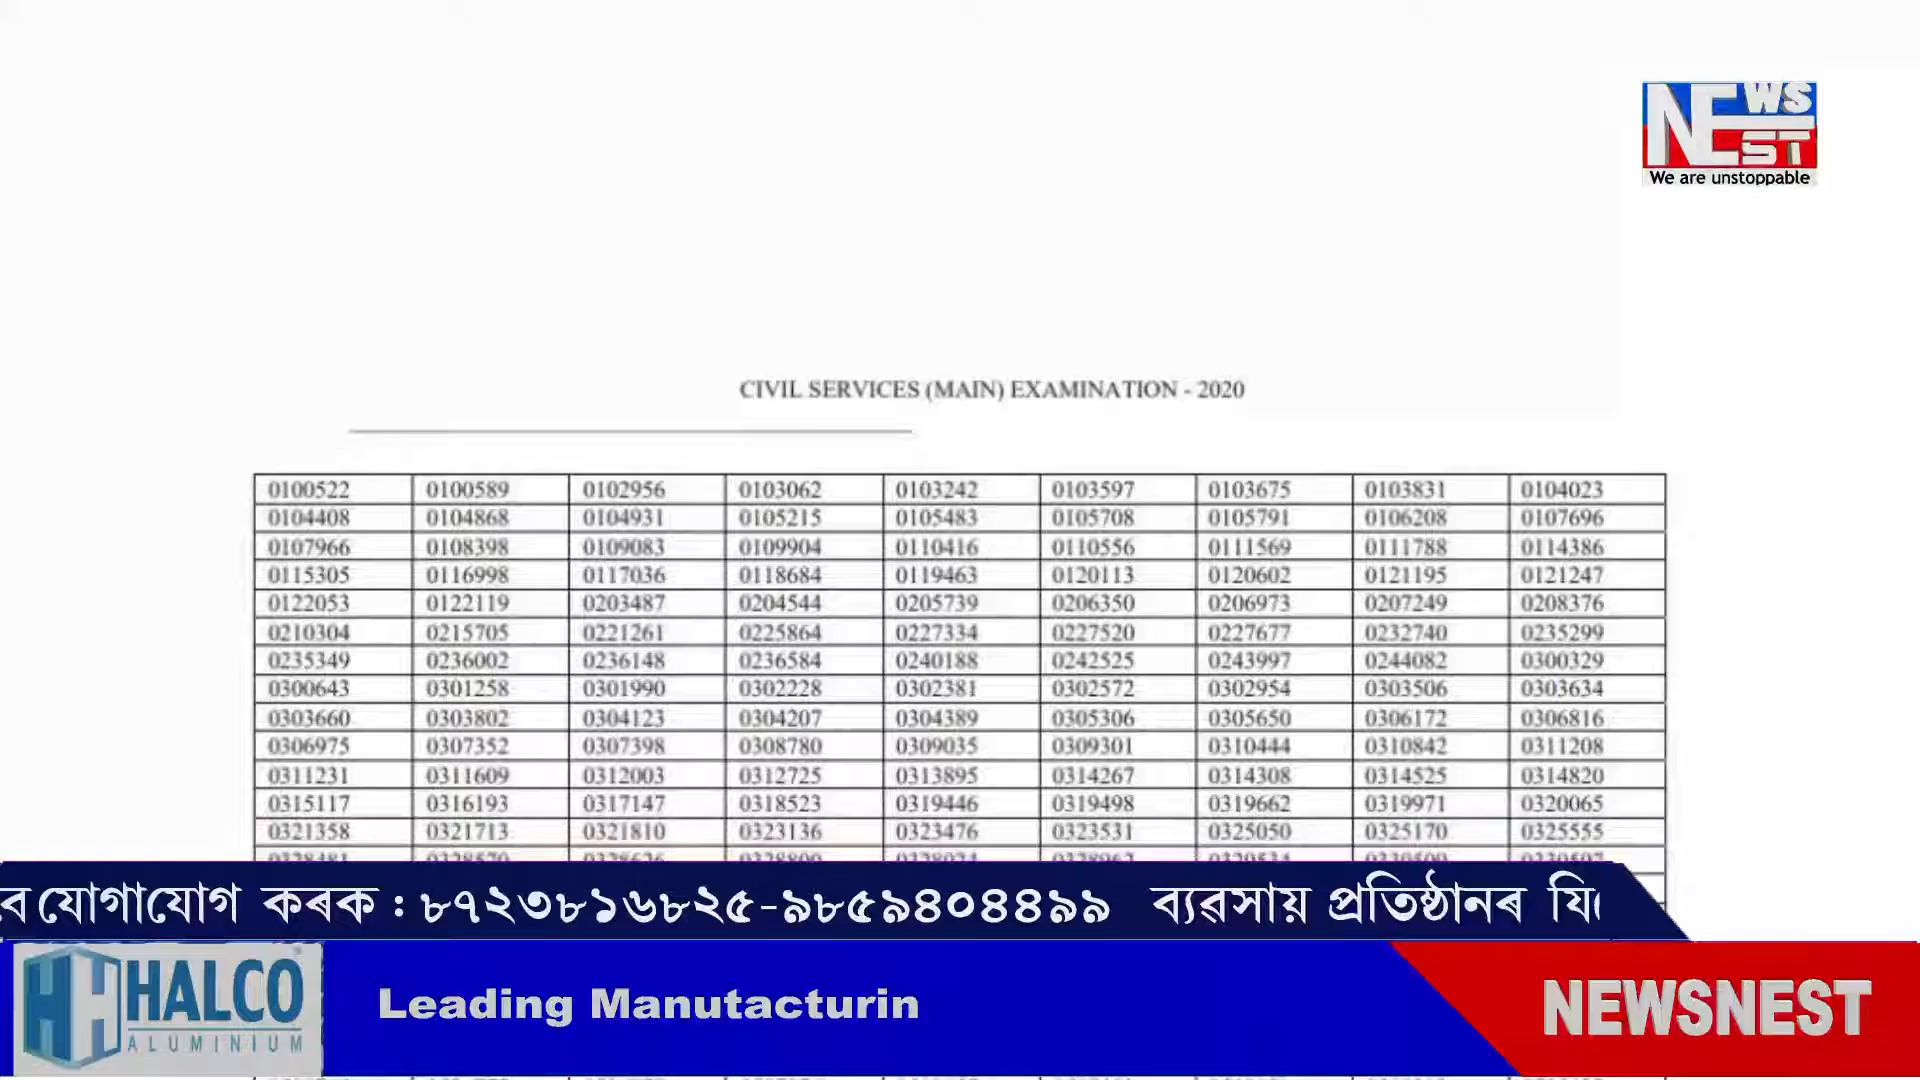 NEWS NEST
We are unstoppable
CIVIL SERVICES (MAIN) EXAMINATION - 2020
0100522 0100589 0102956 0103062 0103242 0103597 0103675 0103831 0104023
0104408 0104868 0104931 0105215 0105483 0105708 0105791 0106208 0107696
0107966 0108398 0109083 0109904 0110416 0110556 0111569 0111788 0114386
0115305 0116998 0117036 0118684 0119463 0120113 0120602 0121195 0121247
0122053 0122119 0203487 0204544 0205739 0206350 0206973 0207249 0208376
0210304 0215705 0221261 0225864 0227334 0227520 0227677 0232740 0235299
0235349 0236002 0236148 0236584 0240188 0242525 0243997 0244082 0300329
0300643 0301258 0301990 0302228 0302381 0302572 0302954 0303506 0303634
0303660 0303802 0304123 0304207 0304389 0305306 0305650 0306172 0306816
0306975 0307352 0307398 0308780 0309035 0309301 0310444 0310842 0311208
0311231 0311609 0312003 0312725 0313895 0314267 0314308 0314525 0314820
0315117 0316193 0317147 0318523 0319446 0319498 0319662 0319971 0320065
0321358 0321713 0321810 0323136 0323476 0323531 0325050 0325170 0325555
যোগাযোগ কৰক : ৮৭২৩৮১৬৮২৫-৯৮৫৯৪০৪৪৯৯ ব্যৱসায় প্ৰতিষ্ঠানৰ
HALCO
ALUMINIUM
Leading Manutacturin
NEWSNEST